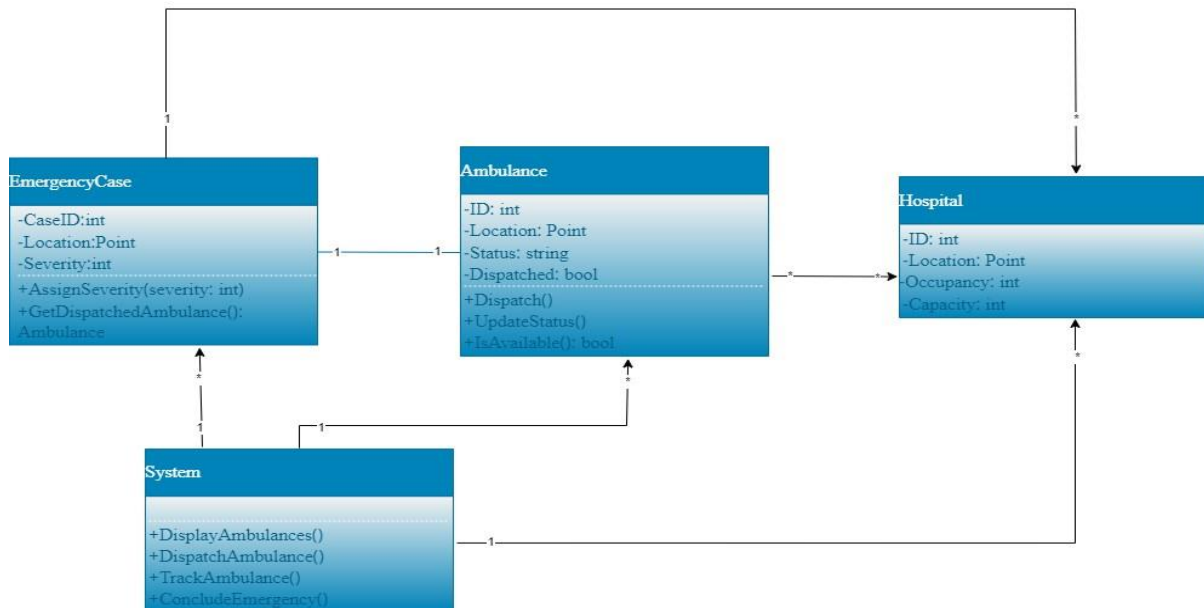 1
*
EmergencyCase
-CaseID:int
-Location:Point
-Severity:int
+AssignSeverity(severity: int)
+GetDispatchedAmbulance():
Ambulance
1
1
Ambulance
-ID: int
-Location: Point
-Status: string
-Dispatched: bool
+Dispatch()
+UpdateStatus()
+IsAvailable(): bool
*
*
Hospital
-ID: int
-Location: Point
-Occupancy: int
-Capacity: int
*
1
1
*
*
System
+DisplayAmbulances()
+DispatchAmbulance()
+TrackAmbulance()
+ConcludeEmergency()
1